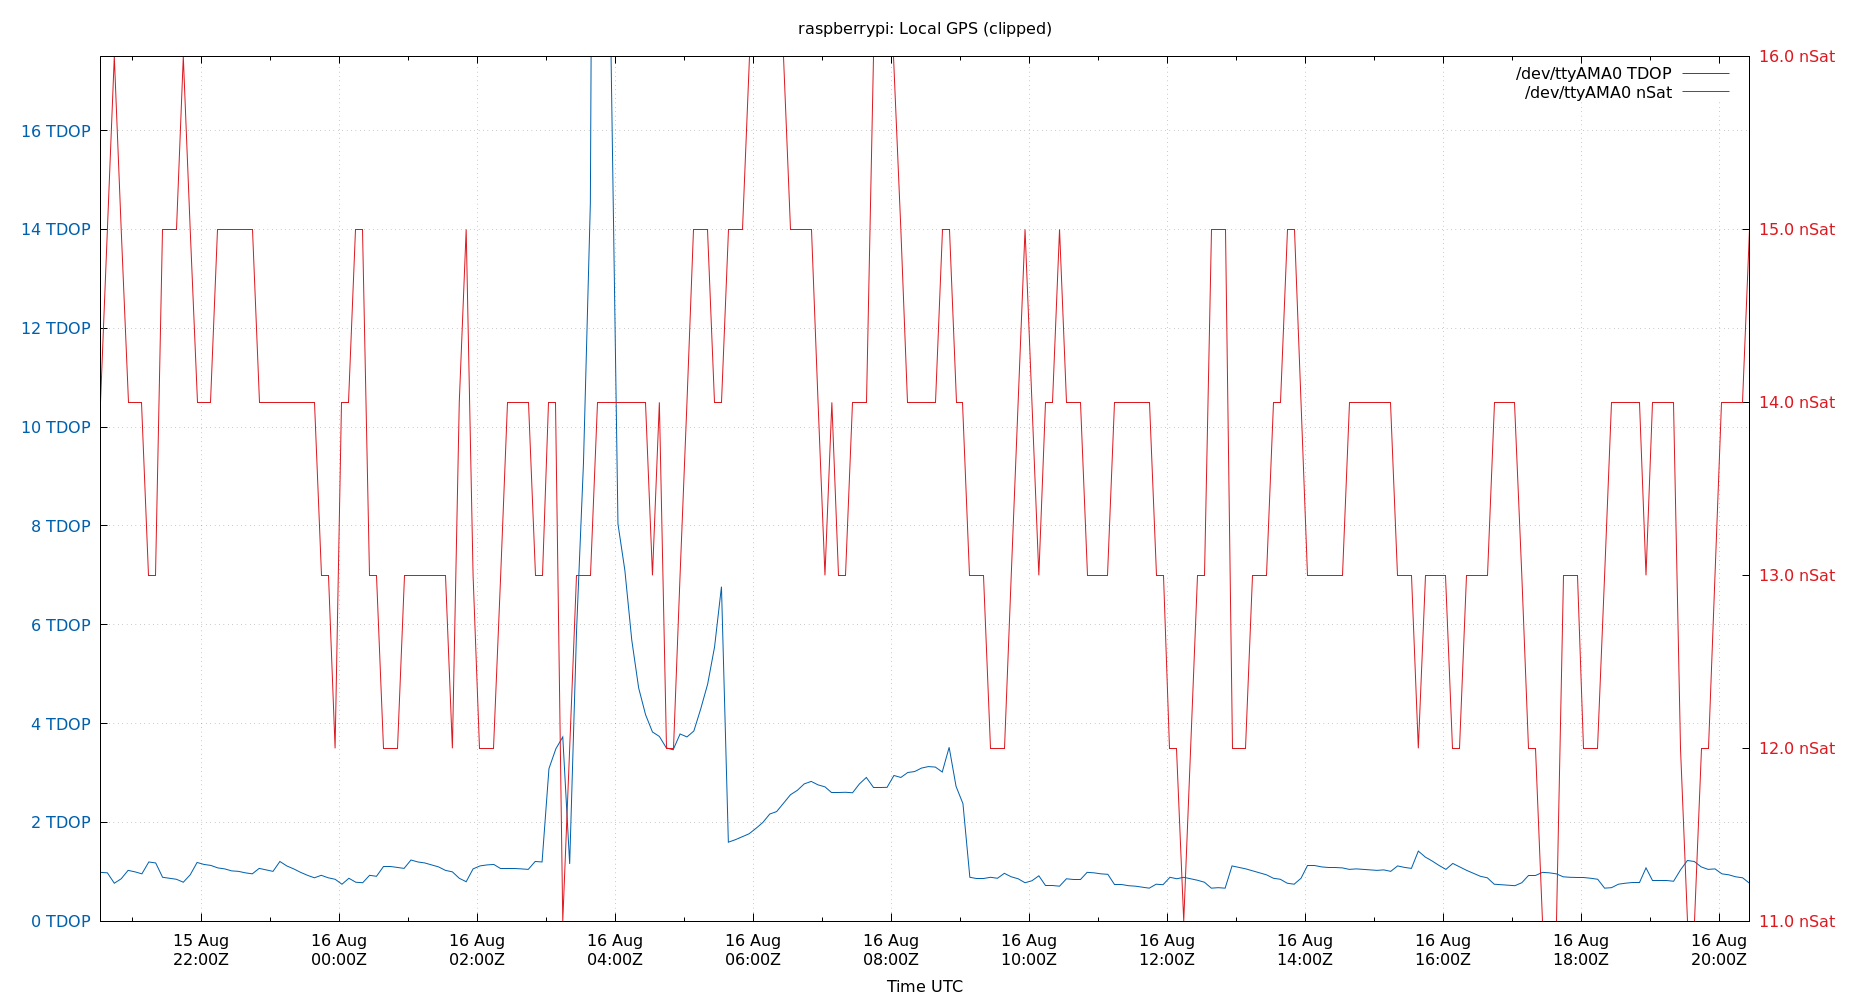 raspberrypi: Local GPS (clipped)
/dev/ttyAMA0 TDOP
/dev/ttyAMA0 nSat
16 TDOP
14 TDOP
12 TDOP
10 TDOP
8 TDOP
6 TDOP
4 TDOP
2 TDOP
0 TDOP
16.0 nSat
15.0 nSat
14.0 nSat
13.0 nSat
12.0 nSat
11.0 nSat
15 Aug
22:00Z
16 Aug
00:00Z
16 Aug
02:00Z
16 Aug
04:00Z
16 Aug
06:00Z
16 Aug
08:00Z
16 Aug
10:00Z
16 Aug
12:00Z
16 Aug
14:00Z
16 Aug
16:00Z
16 Aug
18:00Z
16 Aug
20:00Z
Time UTC